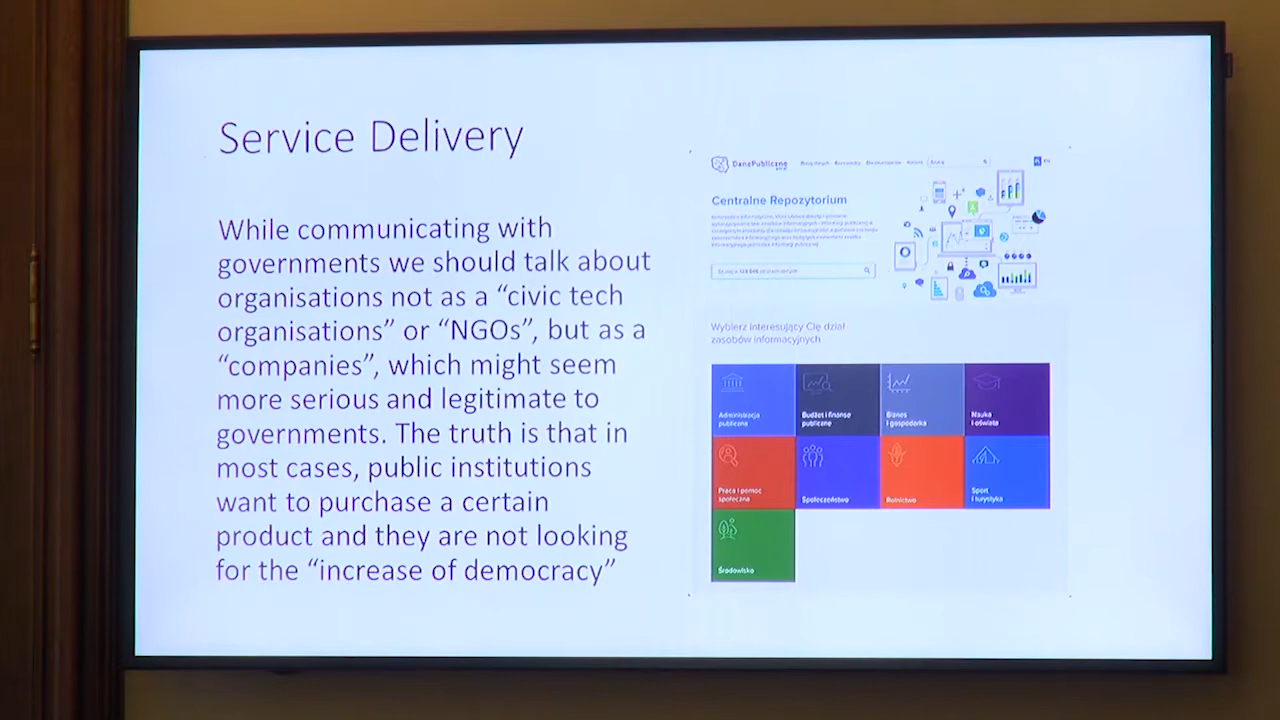 Service Delivery
While communicating with
governments we should talk about
organisations not as a “civic tech
organisations” or “NGOs”, but as a
“companies”, which might seem
more serious and legitimate to
governments. The truth is that in
most cases, public institutions
want to purchase a certain
product and they are not looking
for the “increase of democracy”
DanePubliczne
Szukaj
Centralne Repozytorium
Wybierz interesujący Cię dział
zasobów informacyjnych
Administracja
publiczna
Budżet i finanse
publiczne
Biznes
i gospodarka
Nauka
i oświata
Praca i pomoc
społeczna
Społeczeństwo
Rolnictwo
Sport
i turystyka
Środowisko